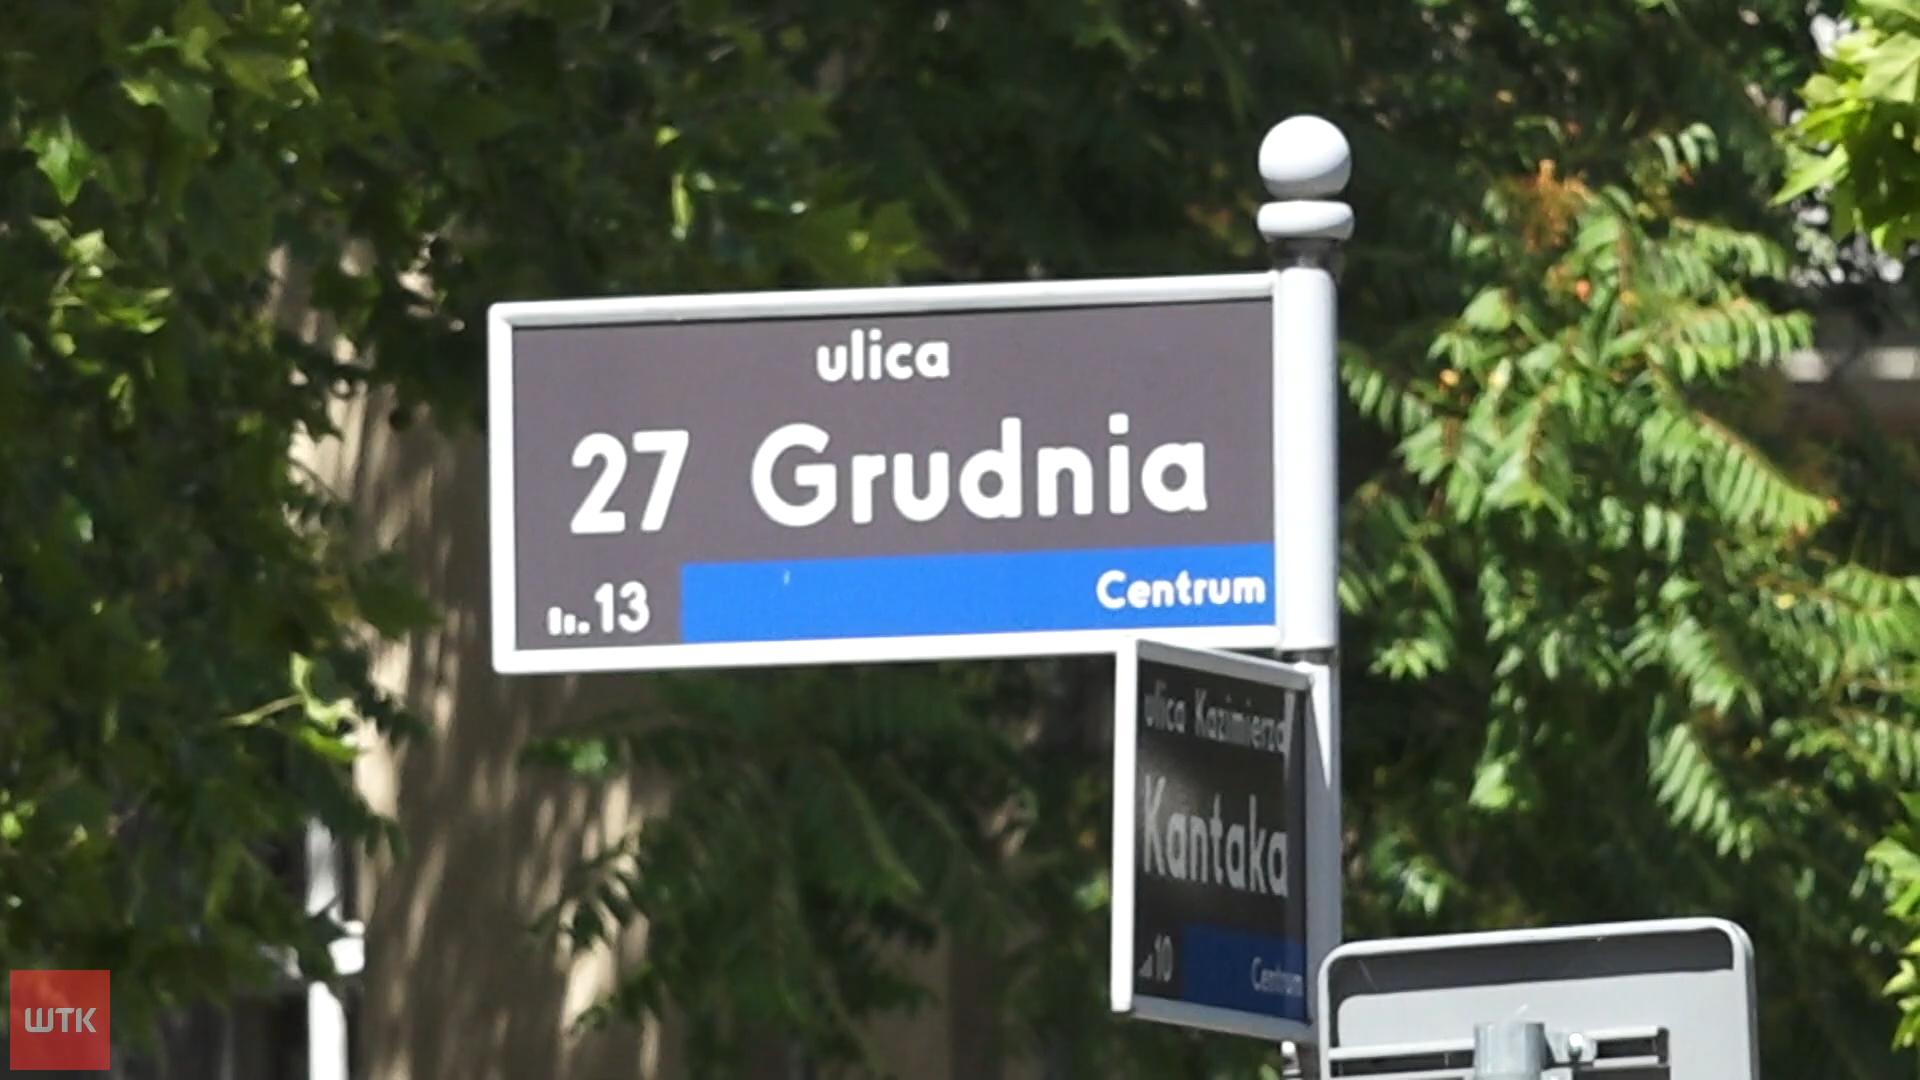 ulica
27 Grudnia
13
Centrum
ulica Kazimierza
Kantaka
10
Centrum
WTK